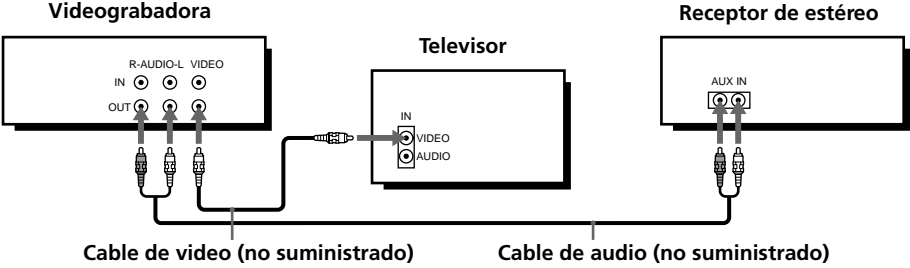 Videograbadora
Receptor de estéreo
Televisor
R-AUDIO-L VIDEO
IN
OUT
AUX IN
IN
VIDEO
AUDIO
Cable de video (no suministrado)
Cable de audio (no suministrado)